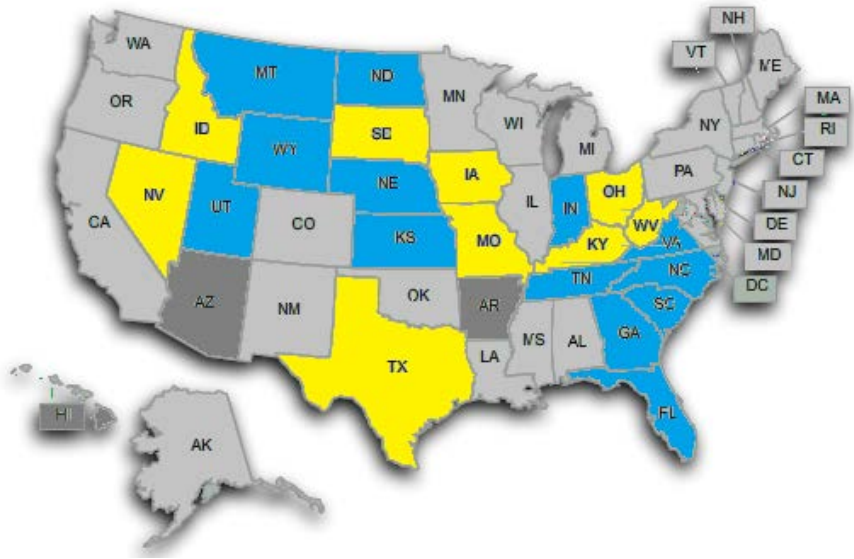 NH
WA
VT
ME
MT
ND
MN
OR
MA
ID
SD
WI
NY
RI
WY
MI
CT
IA
PA
NE
NV
OH
NJ
UT
IL
IN
CA
CO
WV
DE
KS
MO
KY
VA
MD
NC
TN
DC
OK
AZ
NM
AR
SC
MS
AL
GA
LA
TX
HI
FL
AK